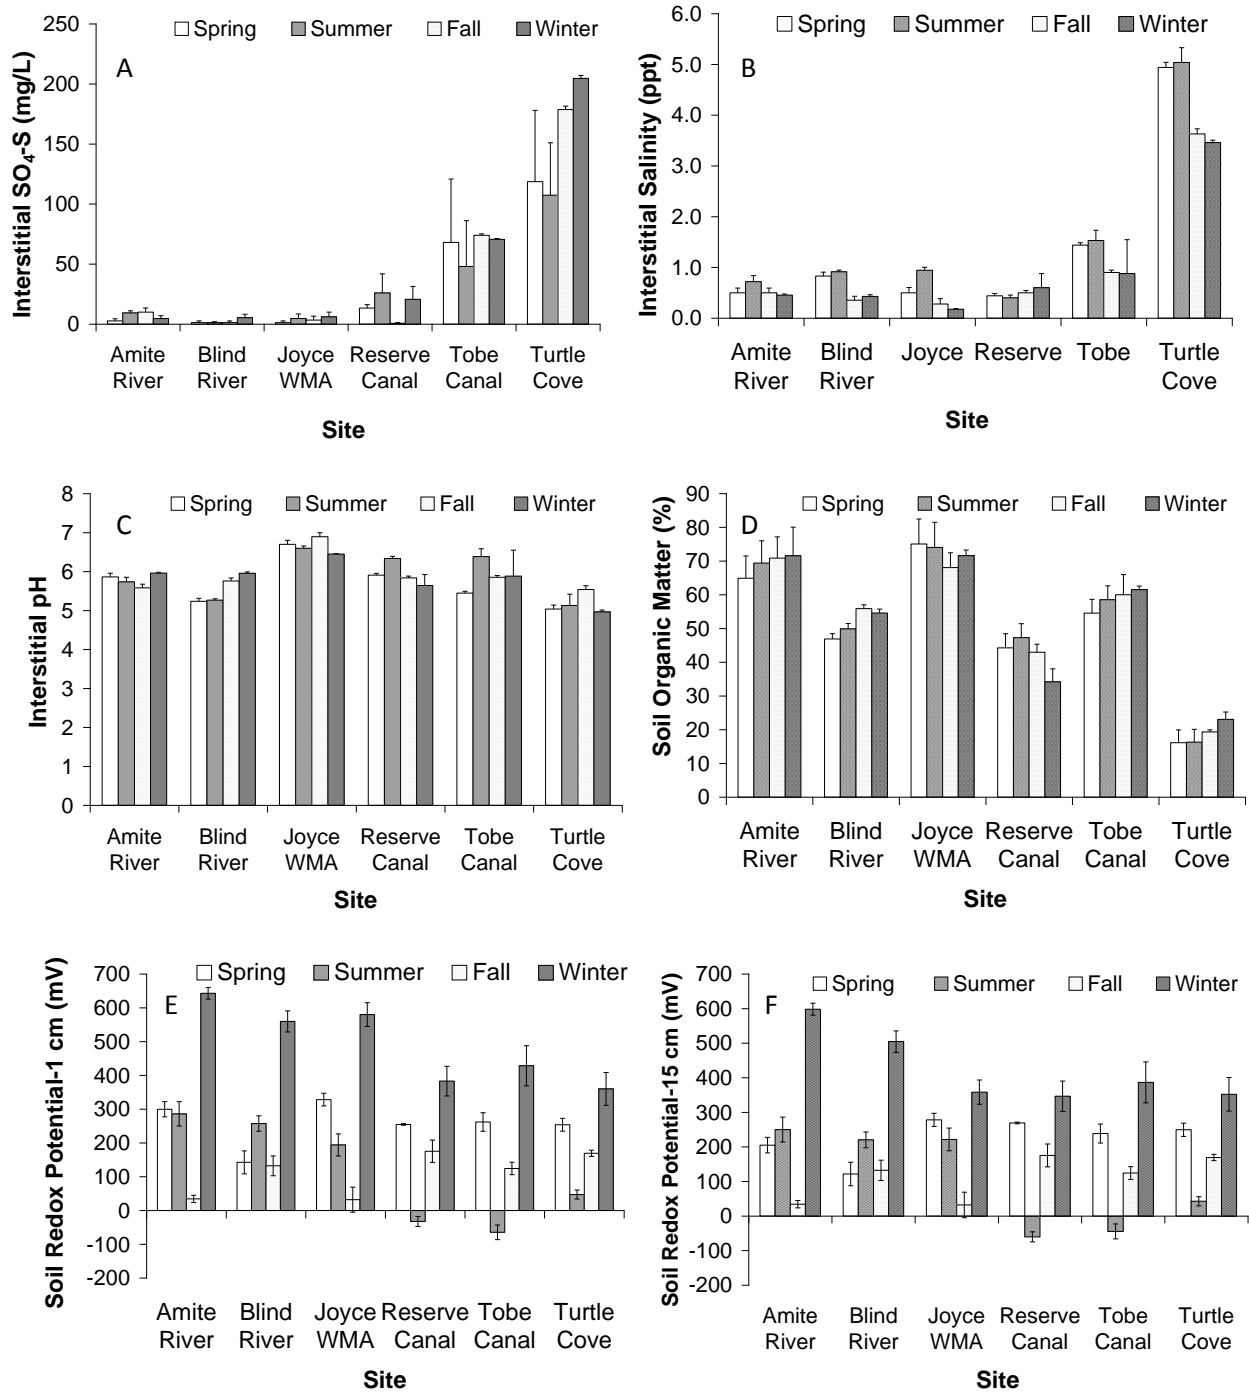 A
Spring Summer Fall Winter
Interstitial SO4-S (mg/L)
250
200
150
100
50
0
Amite River
Blind River
Joyce WMA
Reserve Canal
Tobe Canal
Turtle Cove
Site
B
Spring Summer Fall Winter
Interstitial Salinity (ppt)
6.0
5.0
4.0
3.0
2.0
1.0
0.0
Amite River
Blind River
Joyce
Reserve
Tobe
Turtle Cove
Site
C
Spring Summer Fall Winter
Interstitial pH
8
7
6
5
4
3
2
1
0
Amite River
Blind River
Joyce WMA
Reserve Canal
Tobe Canal
Turtle Cove
Site
D
Spring Summer Fall Winter
Soil Organic Matter (%)
90
80
70
60
50
40
30
20
10
0
Amite River
Blind River
Joyce WMA
Reserve Canal
Tobe Canal
Turtle Cove
Site
E
Spring Summer Fall Winter
Soil Redox Potential-1 cm (mV)
700
600
500
400
300
200
100
0
-100
-200
Amite River
Blind River
Joyce WMA
Reserve Canal
Tobe Canal
Turtle Cove
Site
F
Spring Summer Fall Winter
Soil Redox Potential-15 cm (mV)
700
600
500
400
300
200
100
0
-100
-200
Amite River
Blind River
Joyce WMA
Reserve Canal
Tobe Canal
Turtle Cove
Site